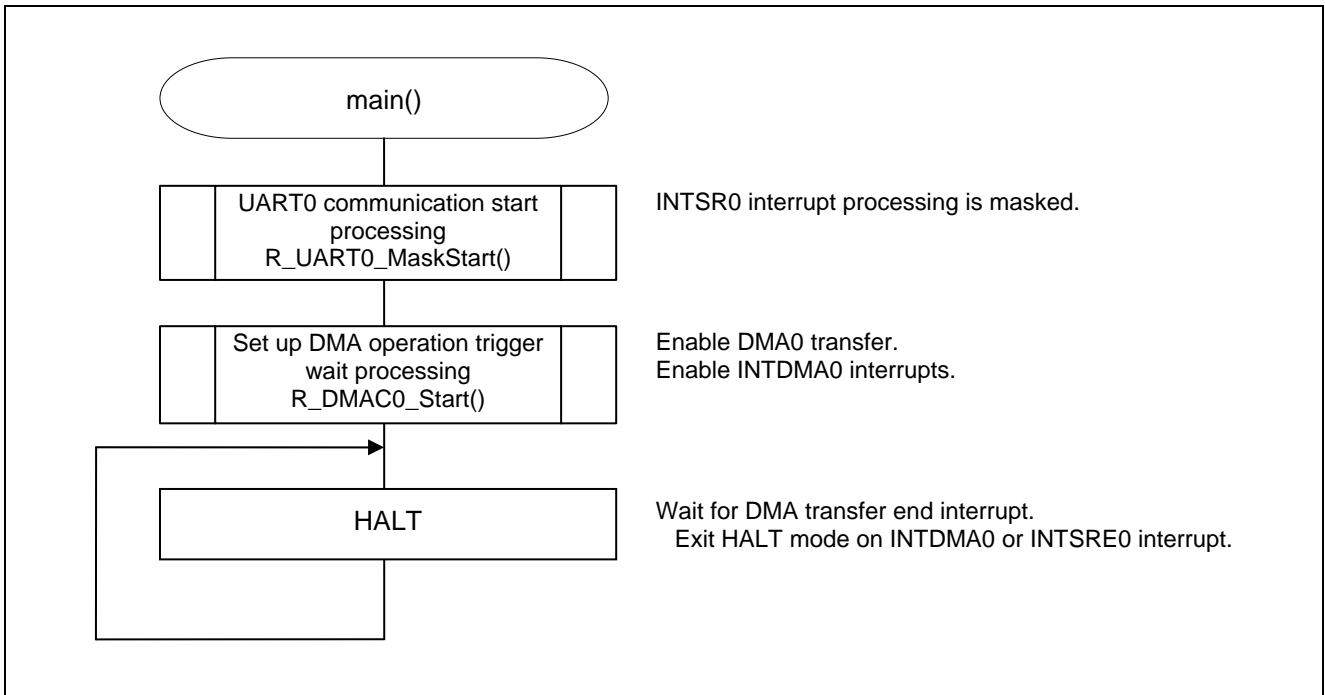 main()
UART0 communication start
processing
R_UART0_MaskStart()
INTSR0 interrupt processing is masked.
Set up DMA operation trigger
wait processing
R_DMAC0_Start()
Enable DMA0 transfer.
Enable INTDMA0 interrupts.
HALT
Wait for DMA transfer end interrupt.
Exit HALT mode on INTDMA0 or INTSRE0 interrupt.